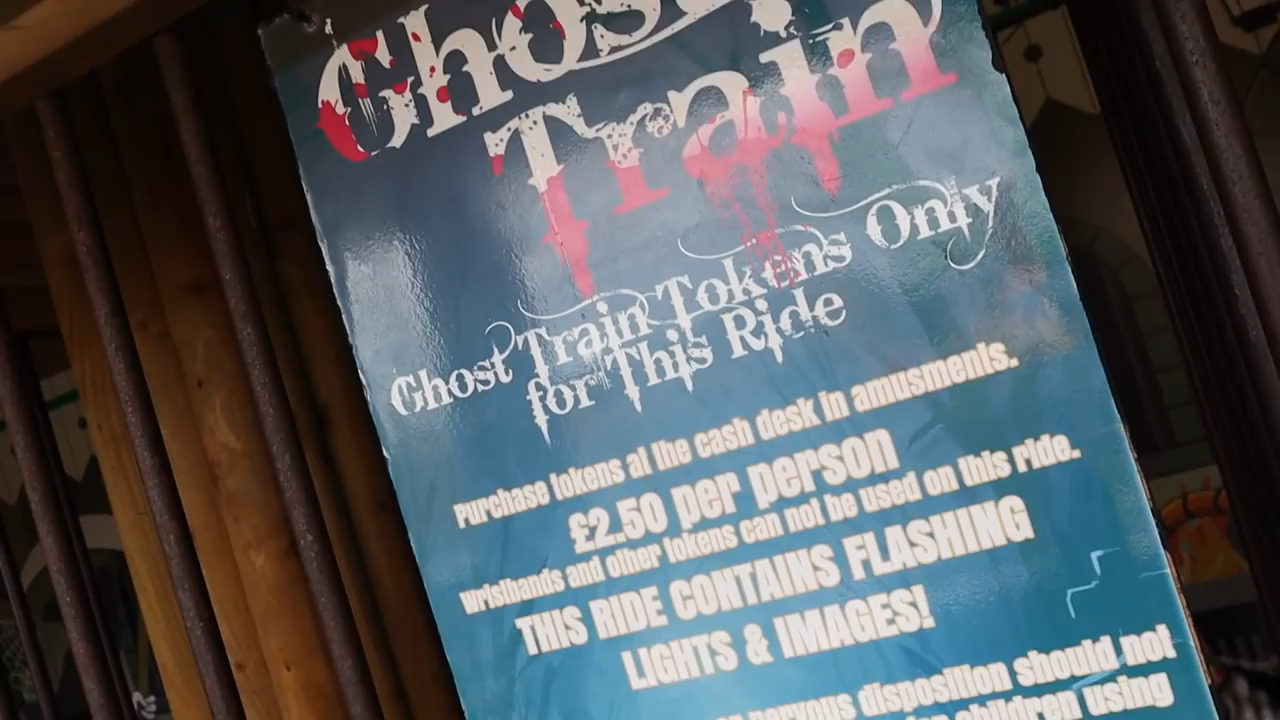 Ghost
Train
Ghost Train Tokens Only
for This Ride
Purchase tokens at the cash desk in amusments.
£2.50 per person
Wristbands and other tokens can not be used on this ride.
THIS RIDE CONTAINS FLASHING
LIGHTS & IMAGES!
nervous disposition should not
children using